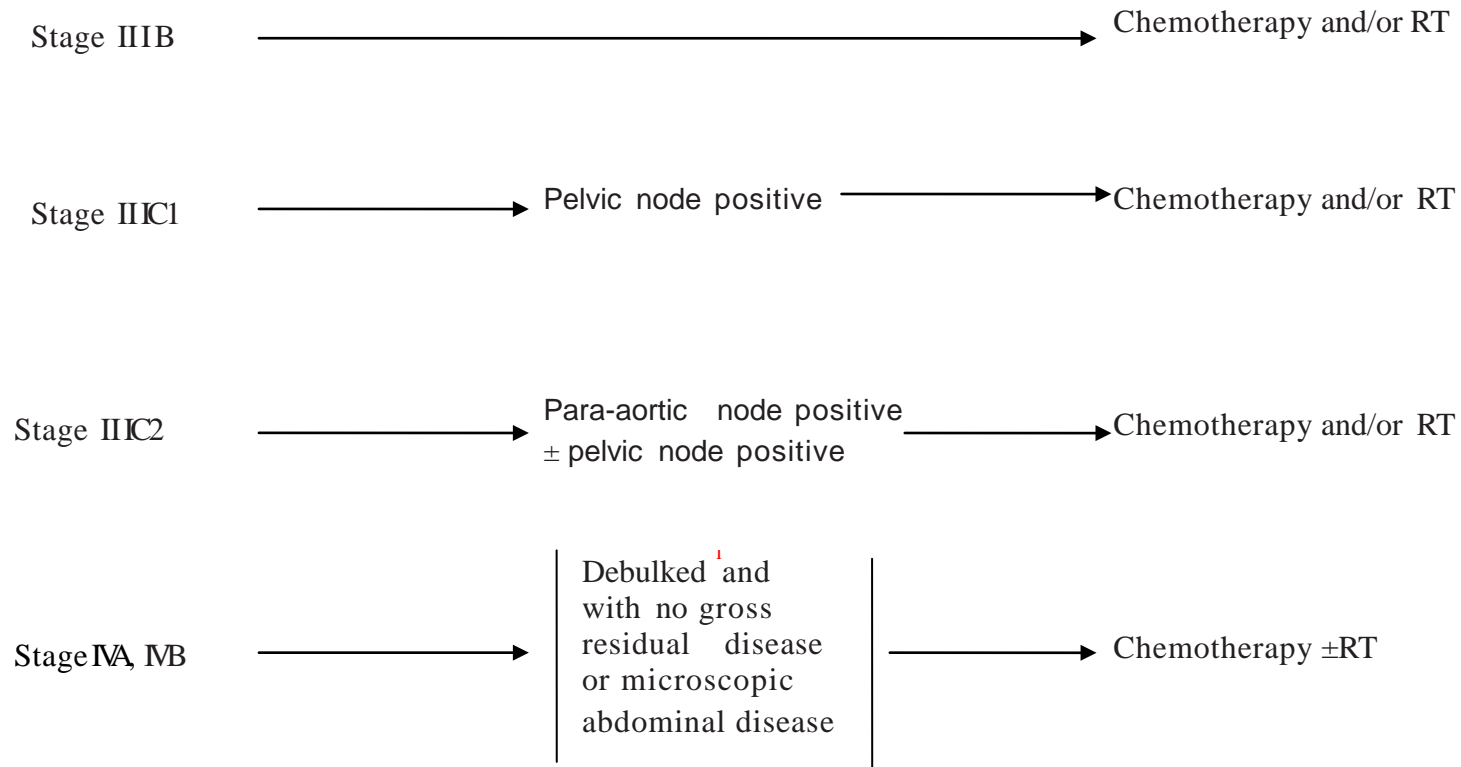 Stage IIIB
Chemotherapy and/or RT
Stage IIIC1
Pelvic node positive
Chemotherapy and/or RT
Stage IIIC2
Para-aortic node positive
± pelvic node positive
Chemotherapy and/or RT
Stage IVA, IVB
Debulked 1 and
with no gross
residual disease
or microscopic
abdominal disease
Chemotherapy ±RT